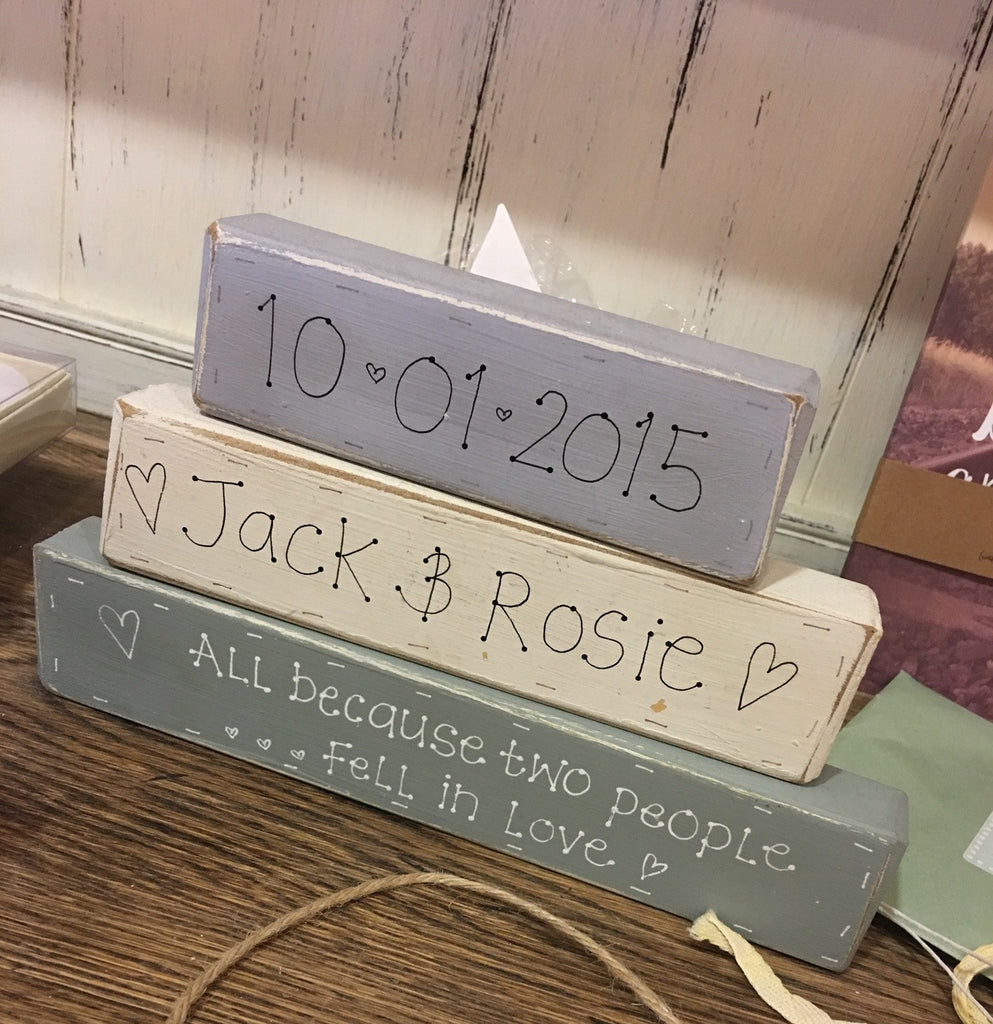 10♡01♡2015
♡ Jack & Rosie ♡
♡ ALL because two people
♡ ♡ ♡ FeLL in Love ♡